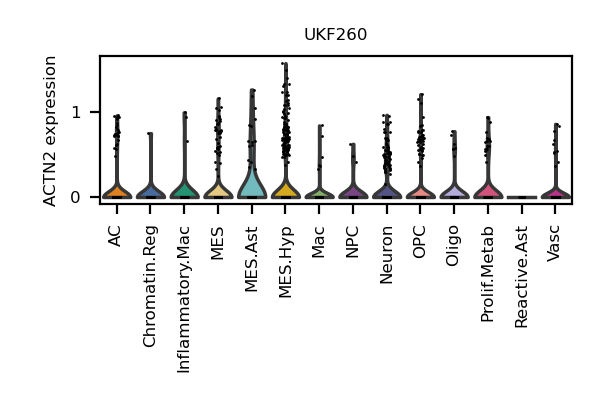 UKF260
ACTN2 expression
1
0
AC
Chromatin.Reg
Inflammatory.Mac
MES
MES.Ast
MES.Hyp
Mac
NPC
Neuron
OPC
Oligo
Prolif.Metab
Reactive.Ast
Vasc